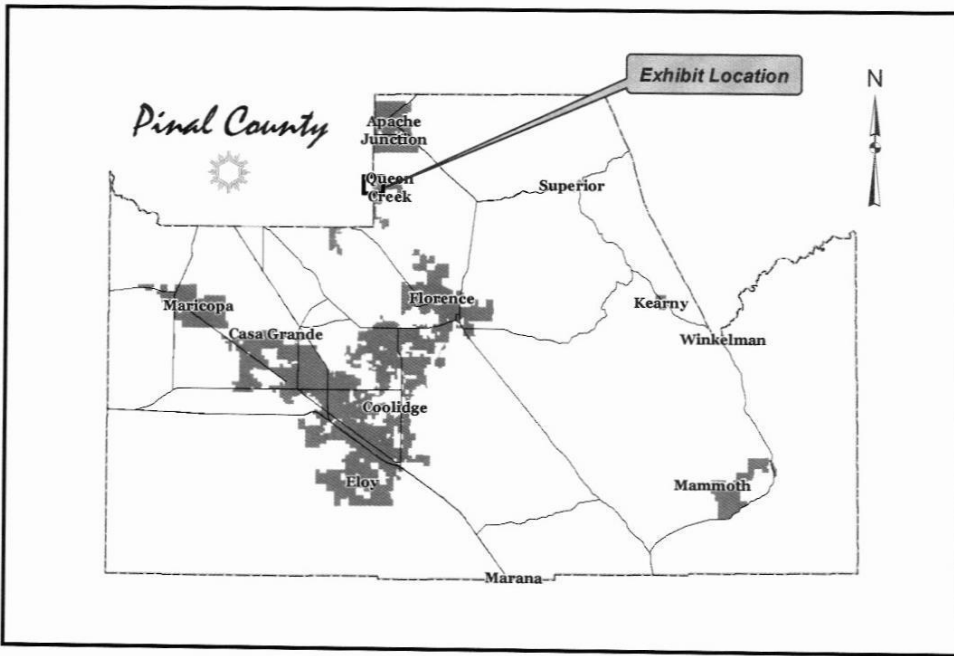 Exhibit Location
N
Pinal County
Apache
Junction
Queen
Creek
Superior
Maricopa
Florence
Kearny
Casa Grande
Winkelman
Coolidge
Eloy
Mammoth
Marana